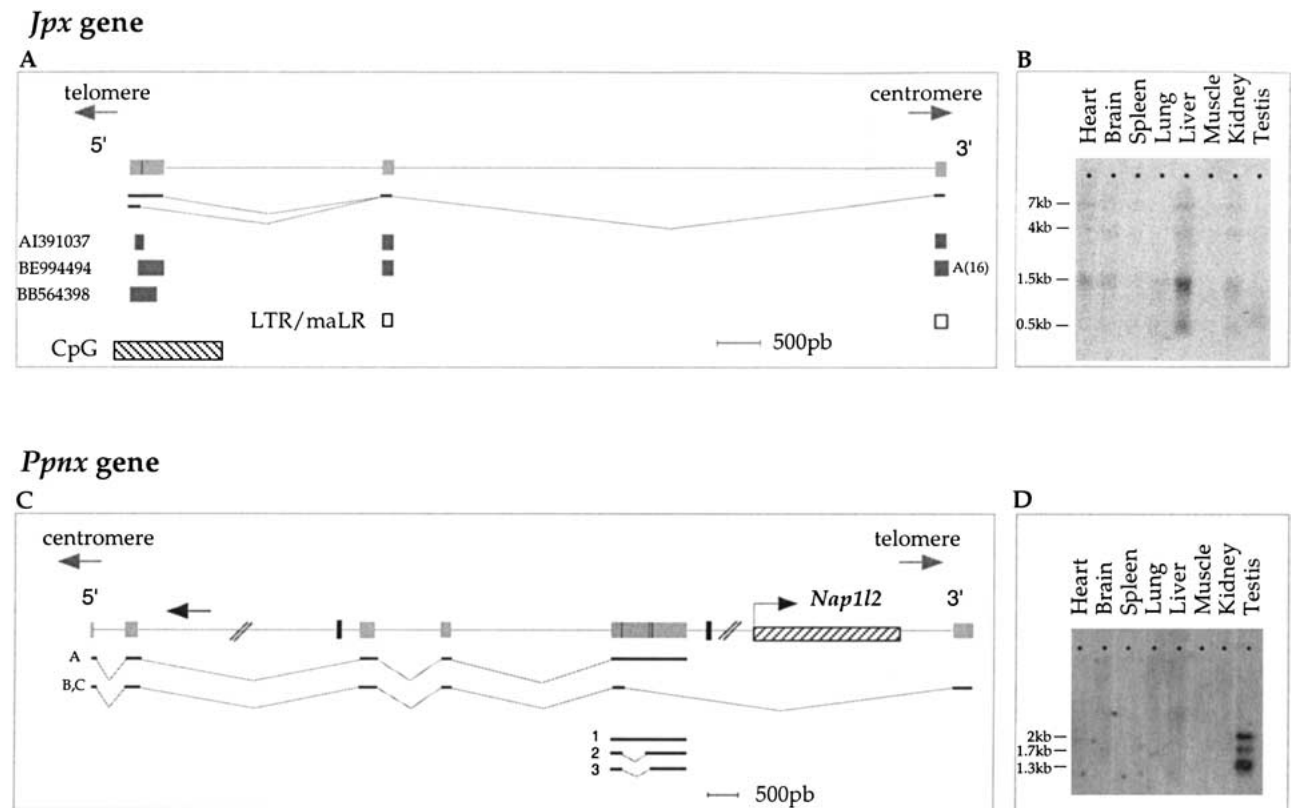 Jpx gene
A
telomere
centromere
5'
3'
AI391037
BE994494
A(16)
BB564398
LTR/maLR
500pb
CpG
B
Heart
Brain
Spleen
Lung
Liver
Muscle
Kidney
Testis
7kb
4kb
1.5kb
0.5kb
Ppnx gene
C
centromere
telomere
5'
Nap1l2
3'
A
B,C
1
2
3
500pb
D
Heart
Brain
Spleen
Lung
Liver
Muscle
Kidney
Testis
2kb
1.7kb
1.3kb